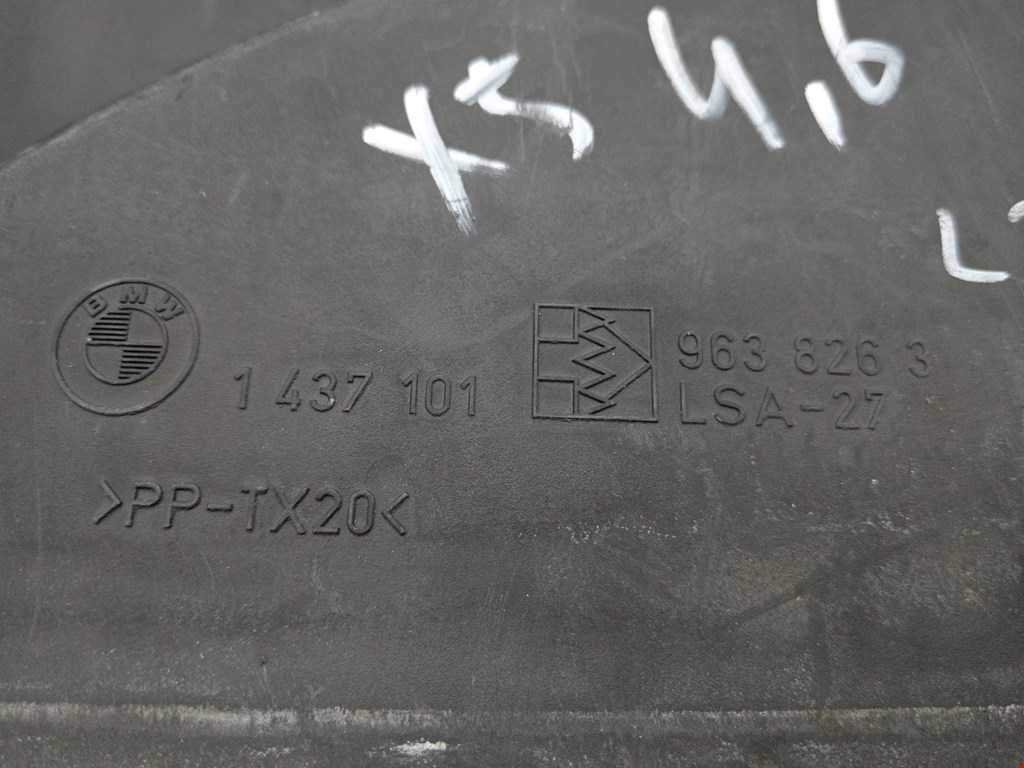 X5 4,6
BMW
1 437 101
963 826 3
LSA-27
>PP-TX20<